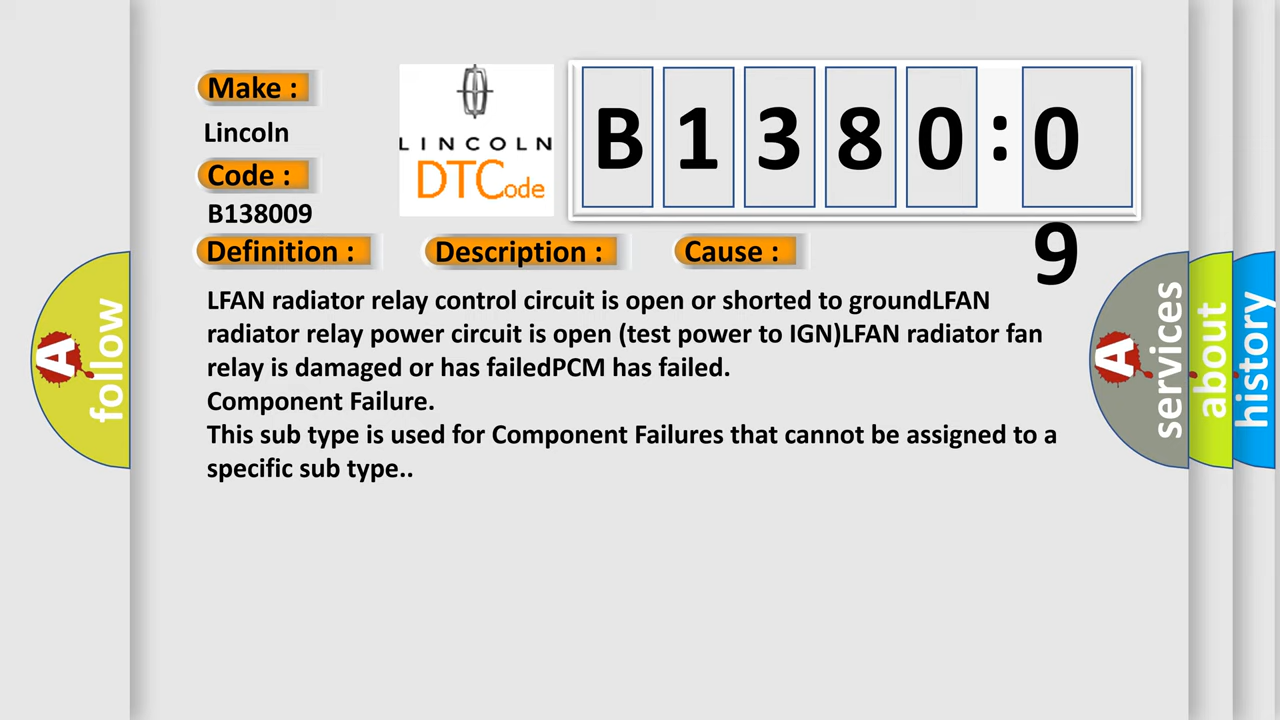 Make :
Lincoln
Code :
B138009
LINCOLN
DTCode
B1380:0
9
Definition :
Description :
Cause :
LFAN radiator relay control circuit is open or shorted to groundLFAN
radiator relay power circuit is open (test power to IGN)LFAN radiator fan
relay is damaged or has failedPCM has failed.
Component Failure.
This sub type is used for Component Failures that cannot be assigned to a
specific sub type..
A follow
A services
about
history